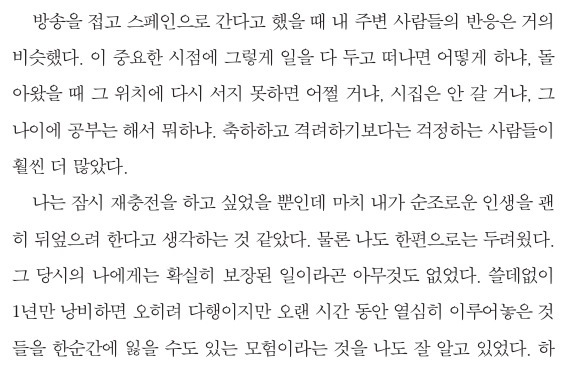 방송을 접고 스페인으로 간다고 했을 때 내 주변 사람들의 반응은 거의
비슷했다. 이 중요한 시점에 그렇게 일을 다 두고 떠나면 어떻게 하냐, 돌
아왔을 때 그 위치에 다시 서지 못하면 어쩔 거냐, 시집은 안 갈 거냐, 그
나이에 공부는 해서 뭐하냐. 축하하고 격려하기보다는 걱정하는 사람들이
훨씬 더 많았다.
나는 잠시 재충전을 하고 싶었을 뿐인데 마치 내가 순조로운 인생을 괜
히 뒤엎으려 한다고 생각하는 것 같았다. 물론 나도 한편으로는 두려웠다.
그 당시의 나에게는 확실히 보장된 일이라곤 아무것도 없었다. 쓸데없이
1년만 낭비하면 오히려 다행이지만 오랜 시간 동안 열심히 이루어놓은 것
들을 한순간에 잃을 수도 있는 모험이라는 것을 나도 잘 알고 있었다. 하